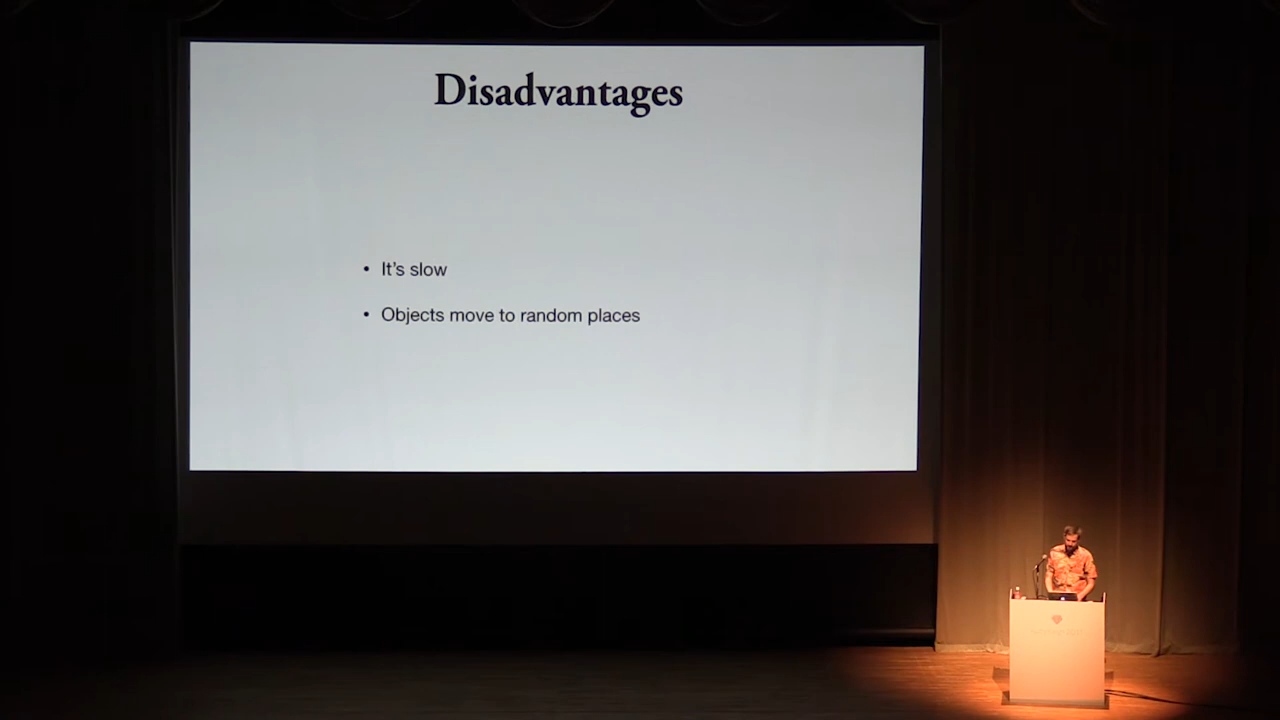 Disadvantages
• It's slow
• Objects move to random places